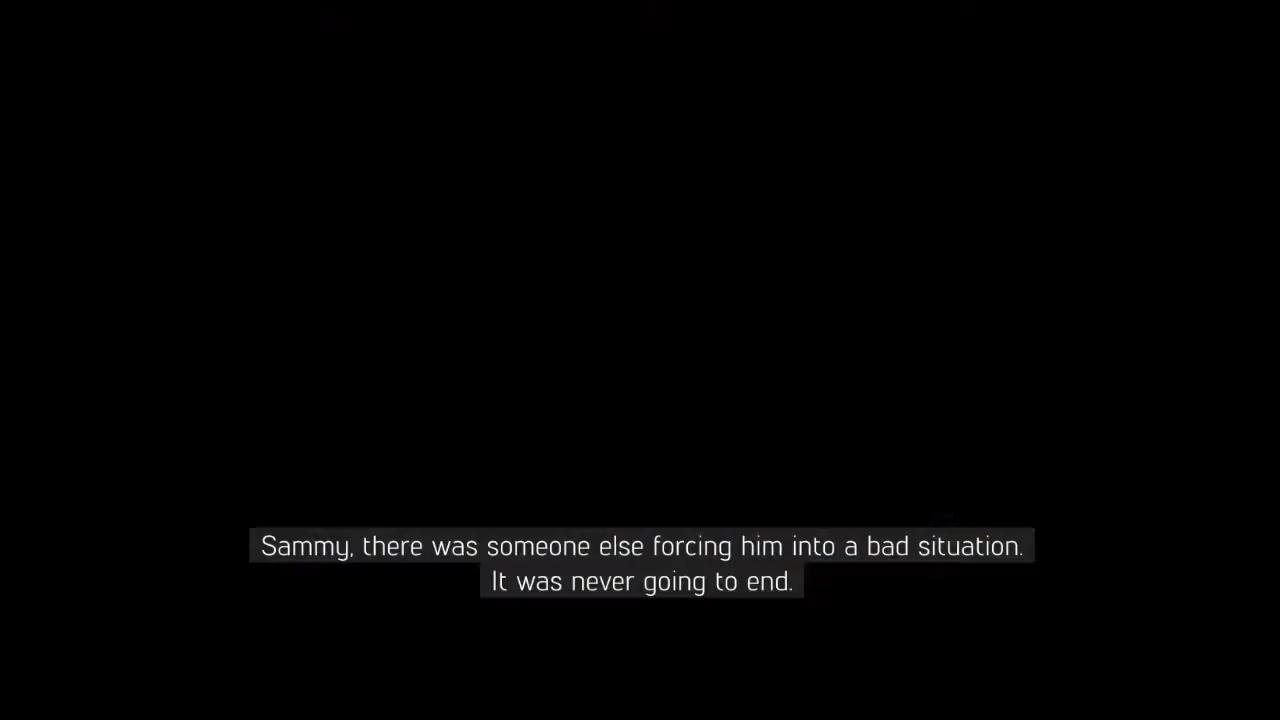 Sammy, there was someone else forcing him into a bad situation.
It was never going to end.